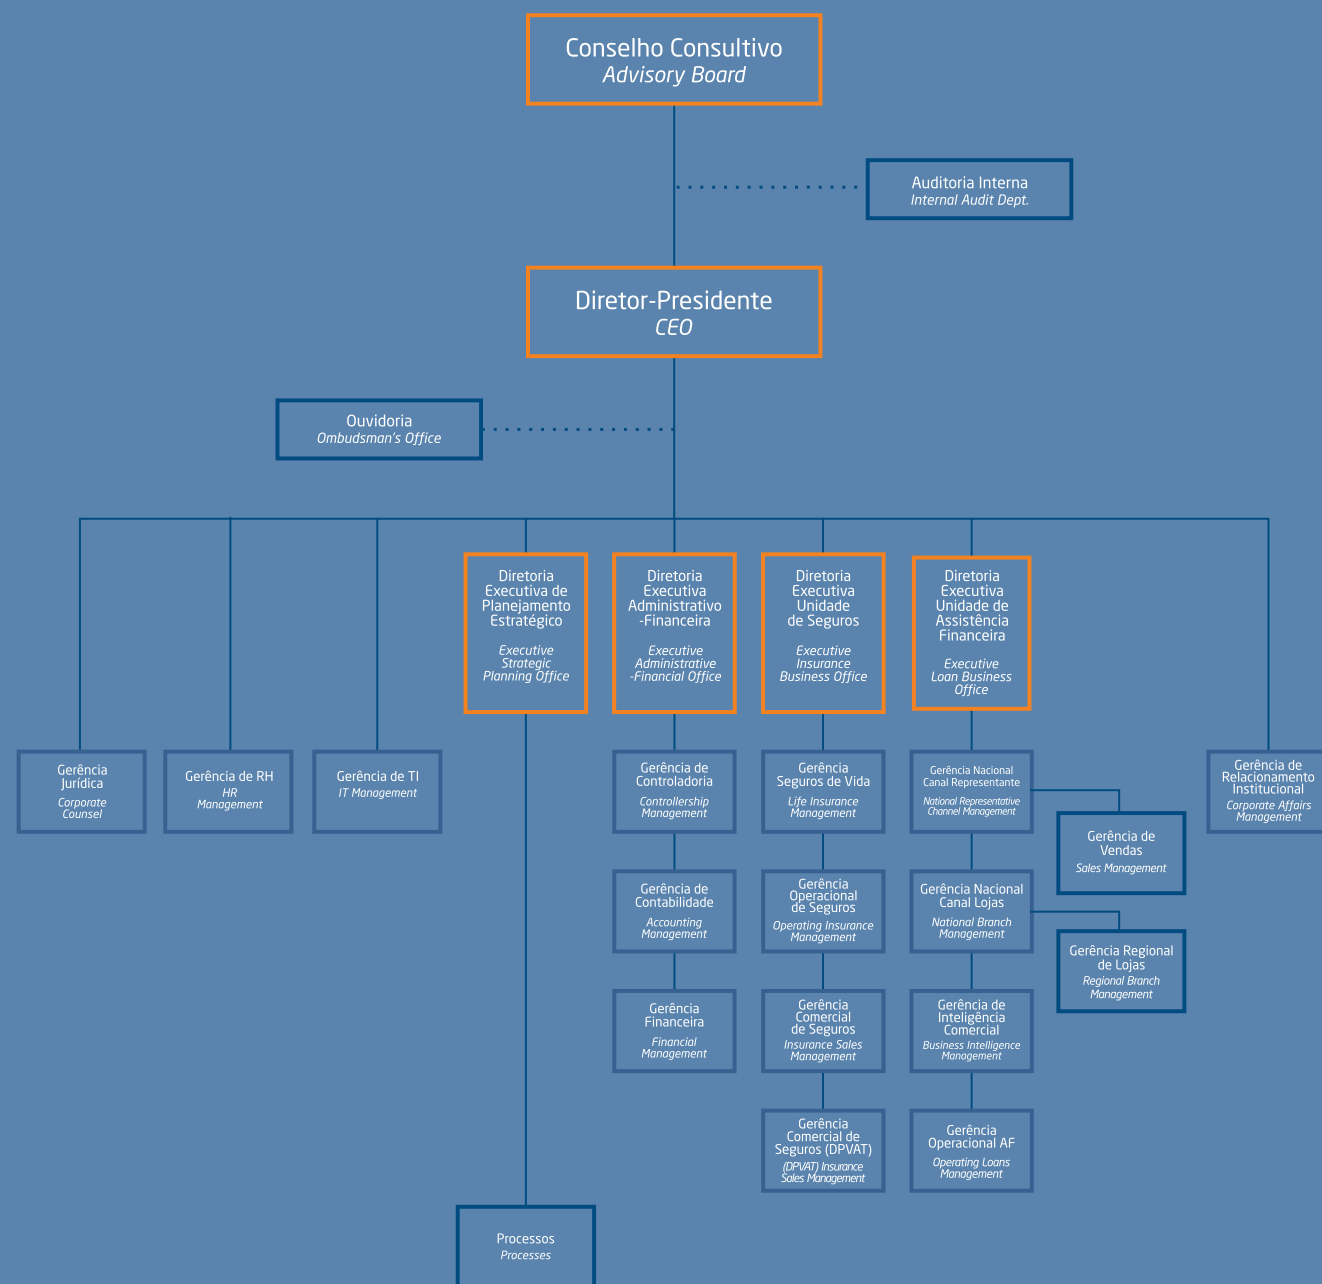 Conselho Consultivo
Advisory Board
Auditoria Interna
Internal Audit Dept.
Diretor-Presidente
CEO
Ouvidoria
Ombudsman's Office
Diretoria
Executiva de
Planejamento
Estratégico
Executive
Strategic
Planning Office
Diretoria
Executiva
Administrativo
-Financeira
Executive
Administrative
-Financial Office
Diretoria
Executiva
Unidade
de Seguros
Executive
Insurance
Business Office
Diretoria
Executiva
Unidade de
Assistência
Financeira
Executive
Loan Business
Office
Gerência
Jurídica
Corporate
Counsel
Gerência de RH
HR
Management
Gerência de TI
IT Management
Gerência de
Controladoria
Controllership
Management
Gerência
Seguros de Vida
Life Insurance
Management
Gerência Nacional
Canal Representante
National Representative
Channel Management
Gerência de
Relacionamento
Institucional
Corporate Affairs
Management
Gerência de
Vendas
Sales Management
Gerência de
Contabilidade
Accounting
Management
Gerência
Operacional
de Seguros
Operating Insurance
Management
Gerência Nacional
Canal Lojas
National Branch
Management
Gerência Regional
de Lojas
Regional Branch
Management
Gerência
Financeira
Financial
Management
Gerência
Comercial
de Seguros
Insurance Sales
Management
Gerência de
Inteligência
Comercial
Business Intelligence
Management
Gerência
Comercial de
Seguros (DPVAT)
(DPVAT) Insurance
Sales Management
Gerência
Operacional AF
Operating Loans
Management
Processos
Processes